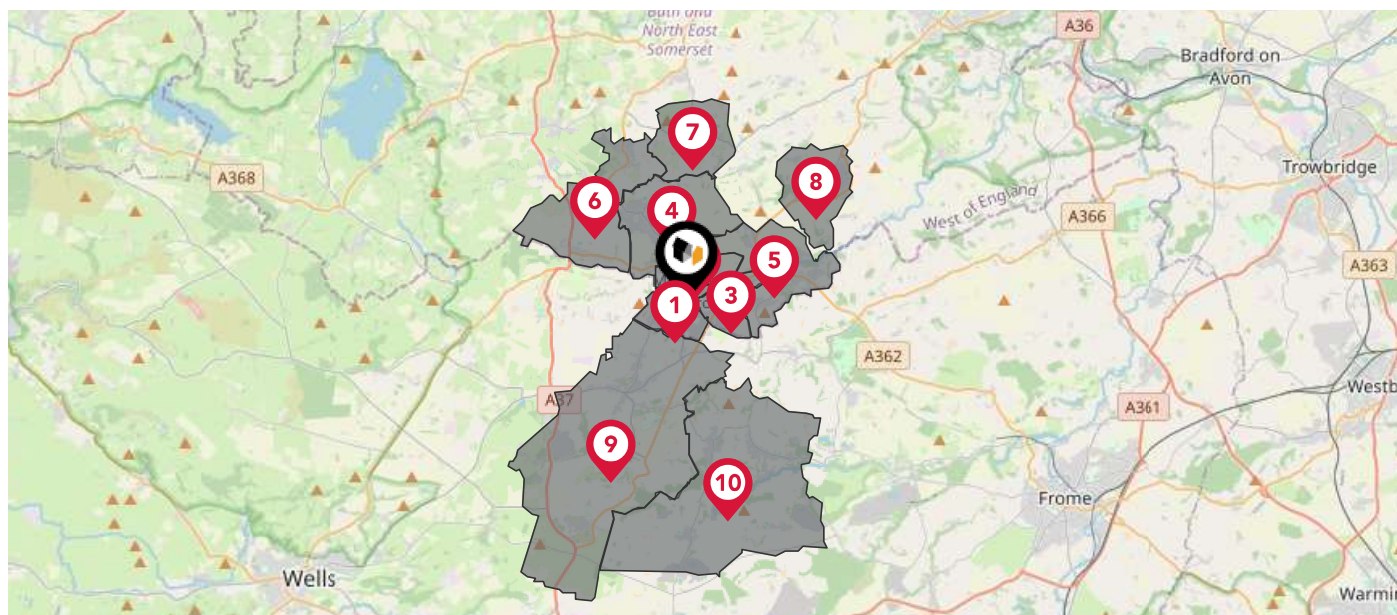 Bath and
North East
Somerset
A36
Bradford on
Avon
7
Trowbridge
A368
8
6
West of England
4
A366
5
A363
3
1
A362
Westb
A37
A361
9
10
Frome
Wells
Warmi